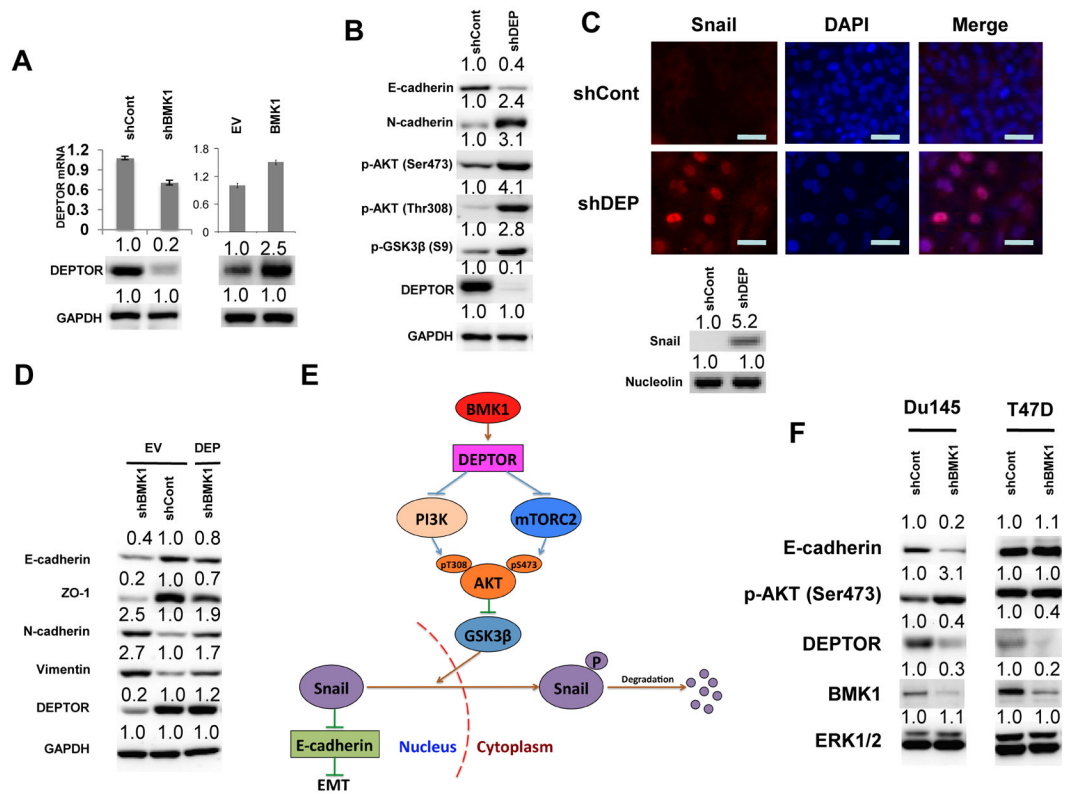 A
shCont
shBMK1
EV
BMK1
DEPTOR mRNA
1.2
0.9
0.6
0.3
0
1.8
1.2
0.6
0
1.0 0.2 1.0 2.5
DEPTOR
1.0 1.0 1.0 1.0
GAPDH
B
shCont
shDEP
1.0 0.4
E-cadherin
1.0 2.4
N-cadherin
1.0 3.1
p-AKT (Ser473)
1.0 4.1
p-AKT (Thr308)
1.0 2.8
p-GSK3β (S9)
1.0 0.1
DEPTOR
1.0 1.0
GAPDH
C
Snail DAPI Merge
shCont
shDEP
shCont
shDEP
1.0 5.2
Snail
1.0 1.0
Nucleolin
D
EV DEP
shBMK1
shCont
shBMK1
0.4 1.0 0.8
E-cadherin
0.2 1.0 0.7
ZO-1
2.5 1.0 1.9
N-cadherin
2.7 1.0 1.7
Vimentin
0.2 1.0 1.2
DEPTOR
1.0 1.0 1.0
GAPDH
E
BMK1
DEPTOR
PI3K mTORC2
pT308 pS473
AKT
GSK3β
Snail
P
Snail
Degradation
E-cadherin
Nucleus Cytoplasm
EMT
F
Du145 T47D
shCont
shBMK1
shCont
shBMK1
1.0 0.2 1.0 1.1
E-cadherin
1.0 3.1 1.0 1.0
p-AKT (Ser473)
1.0 0.4 1.0 0.4
DEPTOR
1.0 0.3 1.0 0.2
BMK1
1.0 1.1 1.0 1.0
ERK1/2